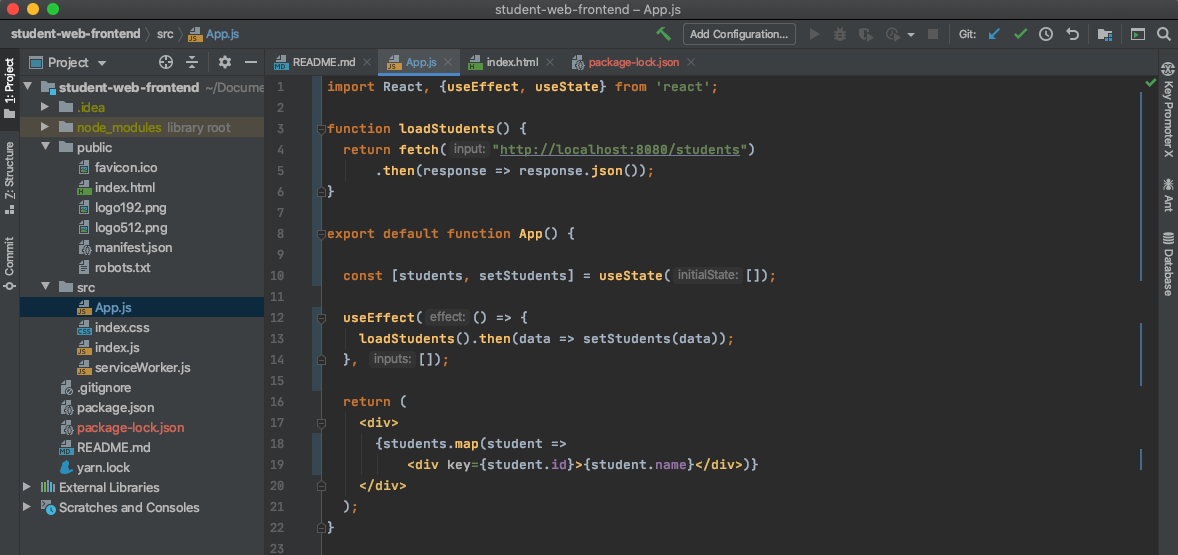 student-web-frontend – App.js
student-web-frontend src App.js Add Configuration... Git:
Project
README.md App.js index.html package-lock.json
1: Project
Z: Structure
Commit
student-web-frontend ~/Docume
.idea
node_modules library root
public
favicon.ico
index.html
logo192.png
logo512.png
manifest.json
robots.txt
src
App.js
index.css
index.js
serviceWorker.js
.gitignore
package.json
package-lock.json
README.md
yarn.lock
External Libraries
Scratches and Consoles
1 import React, {useEffect, useState} from 'react';
2
3 function loadStudents() {
4 return fetch( input: "http://localhost:8080/students")
5 .then(response => response.json());
6 }
7
8 export default function App() {
9
10 const [students, setStudents] = useState( initialState: []);
11
12 useEffect( effect: () => {
13 loadStudents().then(data => setStudents(data));
14 }, inputs: []);
15
16 return (
17 <div>
18 {students.map(student =>
19 <div key={student.id}>{student.name}</div>)}
20 </div>
21 );
22 }
23
Key Promoter X
Ant
Database